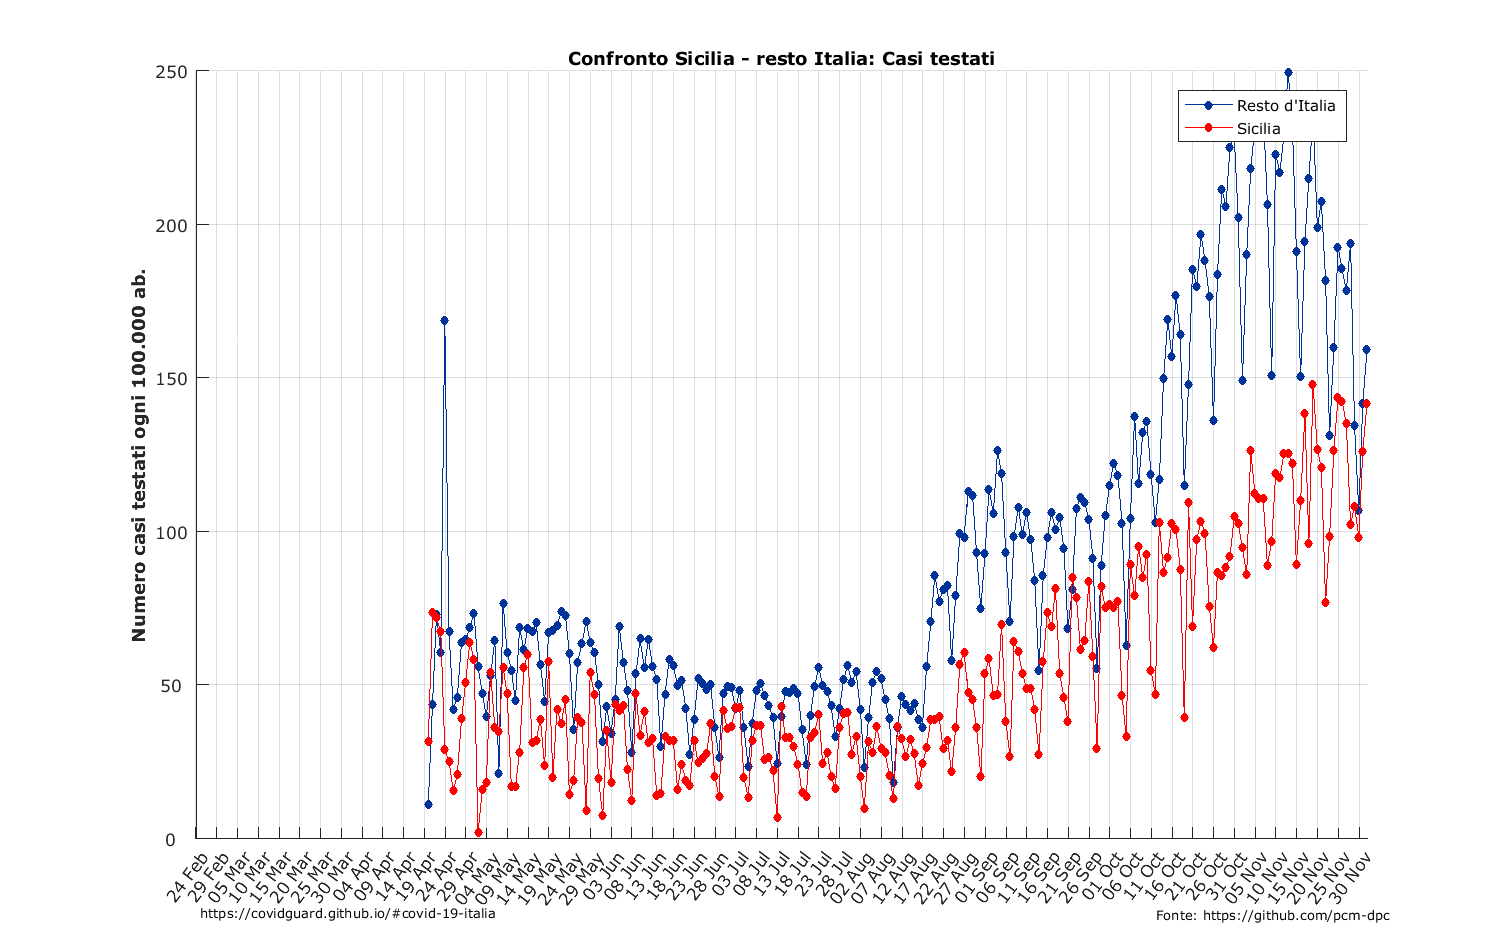 Confronto Sicilia - resto Italia: Casi testati
Resto d'Italia
Sicilia
Numero casi testati ogni 100.000 ab.
250
200
150
100
50
0
24 Feb
29 Feb
05 Mar
10 Mar
15 Mar
20 Mar
25 Mar
30 Mar
04 Apr
09 Apr
14 Apr
19 Apr
24 Apr
29 Apr
04 May
09 May
14 May
19 May
24 May
29 May
03 Jun
08 Jun
13 Jun
18 Jun
23 Jun
28 Jun
03 Jul
08 Jul
13 Jul
18 Jul
23 Jul
28 Jul
02 Aug
07 Aug
12 Aug
17 Aug
22 Aug
27 Aug
01 Sep
06 Sep
11 Sep
16 Sep
21 Sep
26 Sep
01 Oct
06 Oct
11 Oct
16 Oct
21 Oct
26 Oct
31 Oct
05 Nov
10 Nov
15 Nov
20 Nov
25 Nov
30 Nov
https://covidguard.github.io/#covid-19-italia
Fonte: https://github.com/pcm-dpc